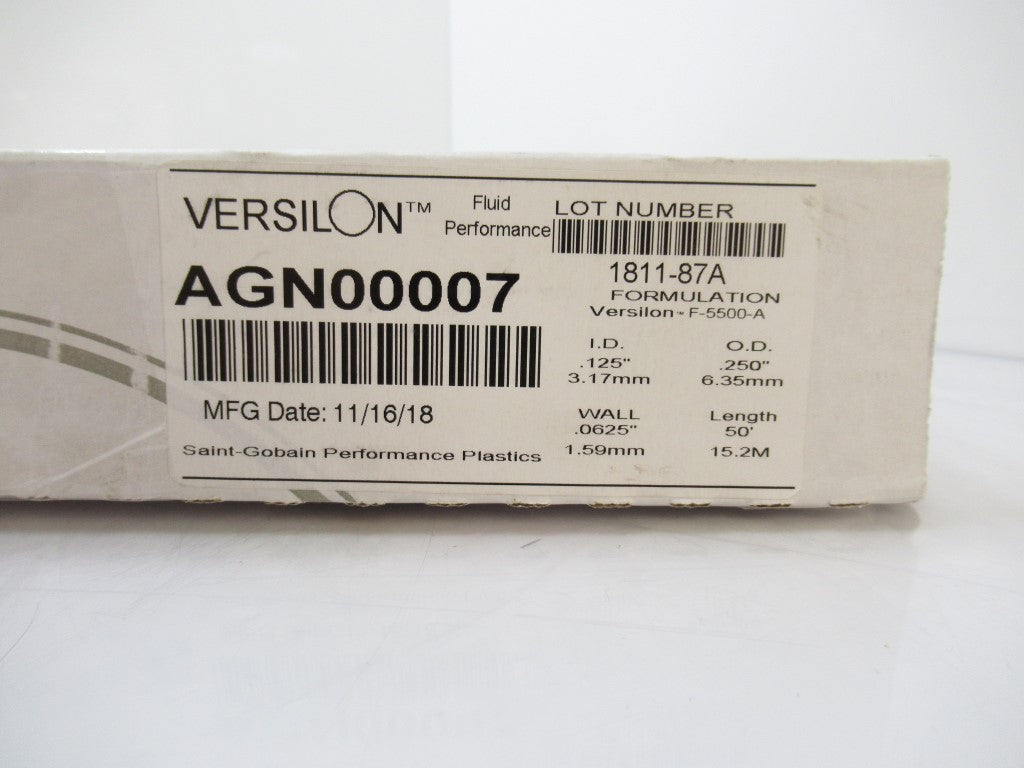 VERSILON™
Fluid
Performance
LOT NUMBER
AGN00007
1811-87A
FORMULATION
Versilon™ F-5500-A
I.D.
.125"
3.17mm
O.D.
.250"
6.35mm
MFG Date: 11/16/18
WALL
.0625"
1.59mm
Length
50'
15.2M
Saint-Gobain Performance Plastics